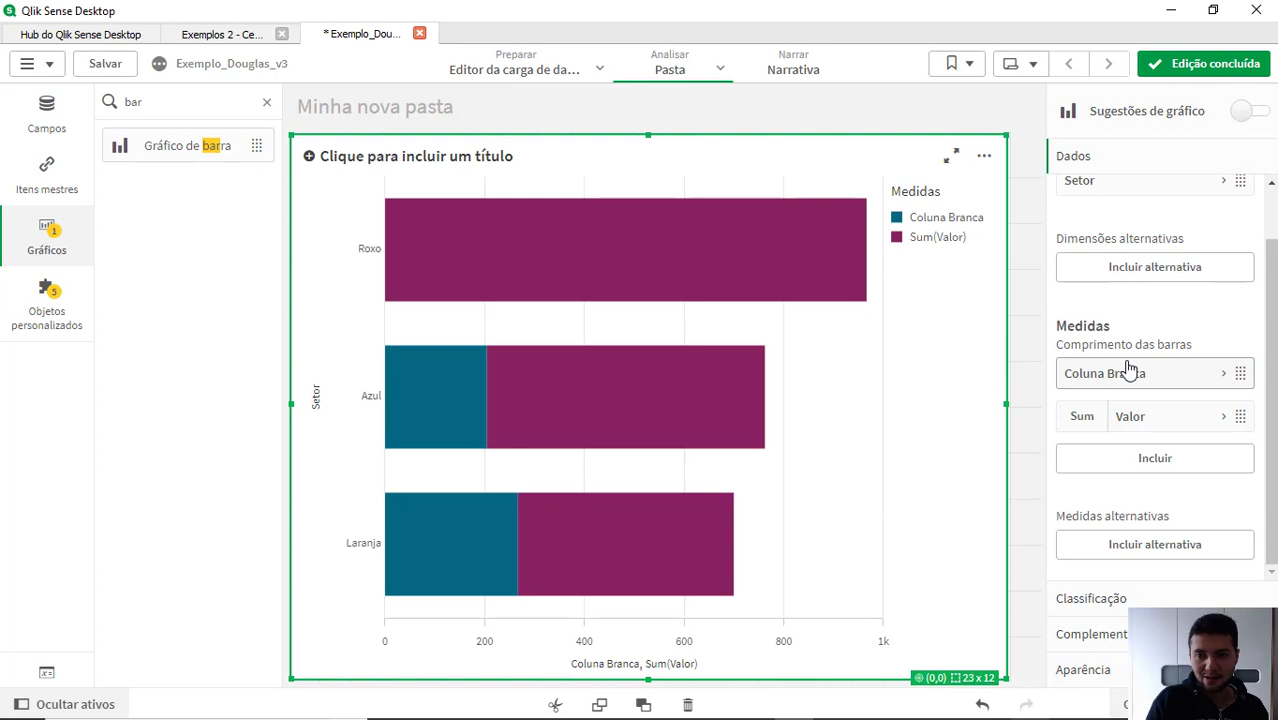 Qlik Sense Desktop
Hub do Qlik Sense Desktop
Exemplos 2 - Ce...
* Exemplo_Dou...
Salvar
Exemplo_Douglas_v3
Preparar
Editor da carga de da...
Analisar
Pasta
Narrar
Narrativa
Edição concluída
Campos
Itens mestres
1
Gráficos
5
Objetos
personalizados
bar
Gráfico de barra
Minha nova pasta
Clique para incluir um título
Medidas
Coluna Branca
Sum(Valor)
Roxo
Azul
Laranja
Setor
0
200
400
600
800
1k
Coluna Branca, Sum(Valor)
(0,0) 23 x 12
Sugestões de gráfico
Dados
Setor
Dimensões alternativas
Incluir alternativa
Medidas
Comprimento das barras
Coluna Branca
Sum Valor
Incluir
Medidas alternativas
Incluir alternativa
Classificação
Complement
Aparência
Ocultar ativos